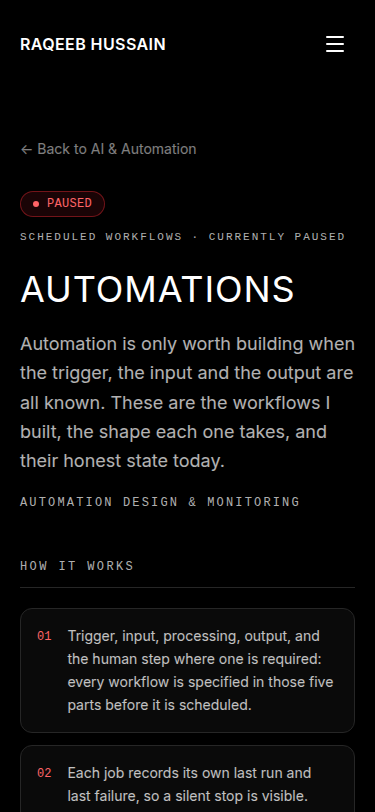 RAQEEB HUSSAIN
← Back to AI & Automation
PAUSED
SCHEDULED WORKFLOWS · CURRENTLY PAUSED
AUTOMATIONS
Automation is only worth building when
the trigger, the input and the output are
all known. These are the workflows I
built, the shape each one takes, and
their honest state today.
AUTOMATION DESIGN & MONITORING
HOW IT WORKS
01 Trigger, input, processing, output, and
the human step where one is required:
every workflow is specified in those five
parts before it is scheduled.
02 Each job records its own last run and
last failure, so a silent stop is visible.